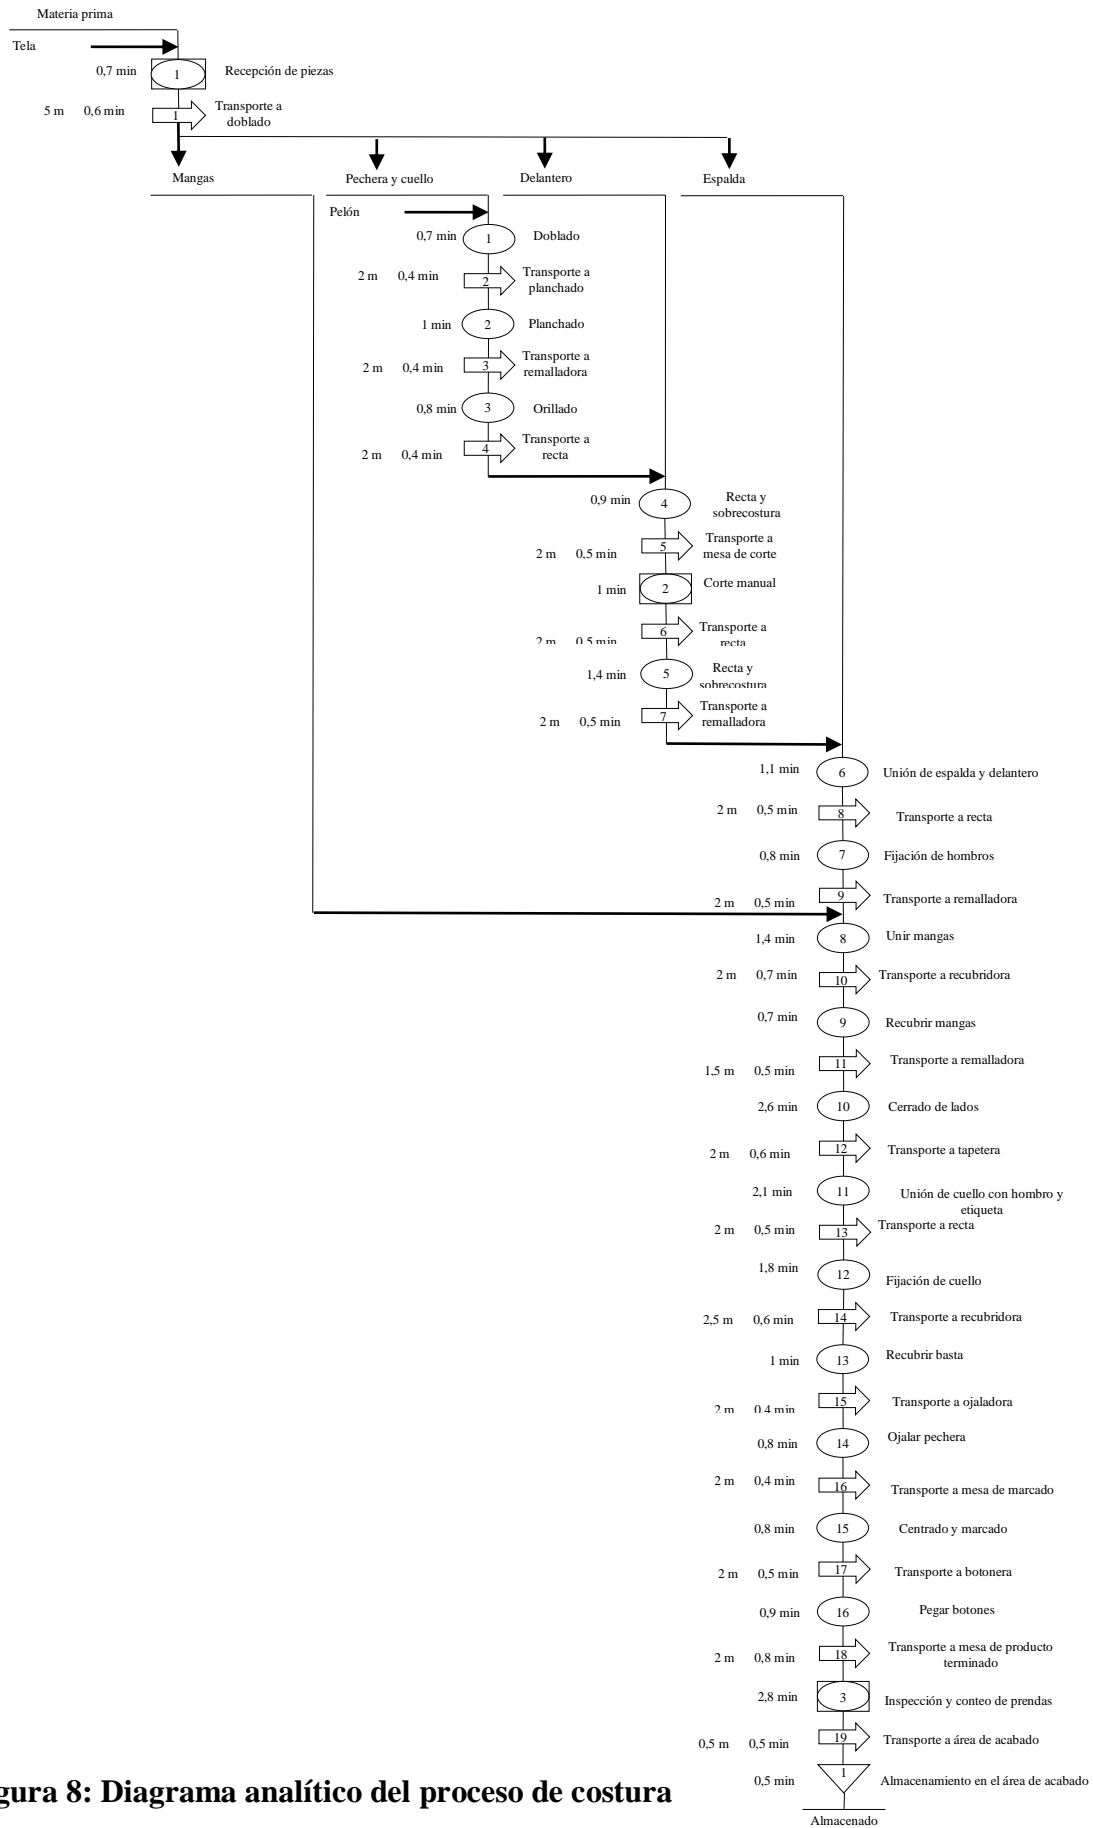 Materia prima
Tela
0,7 min 1 Recepción de piezas
5 m 0,6 min 1 Transporte a
doblado
Mangas Pechera y cuello Delantero Espalda
Pelón
0,7 min 1 Doblado
2 m 0,4 min 2 Transporte a
planchado
1 min 2 Planchado
2 m 0,4 min 3 Transporte a
remalladora
0,8 min 3 Orillado
2 m 0,4 min 4 Transporte a
recta
0,9 min 4 Recta y
sobrecostura
2 m 0,5 min 5 Transporte a
mesa de corte
1 min 2 Corte manual
2 m 0,5 min 6 Transporte a
recta
1,4 min 5 Recta y
sobrecostura
2 m 0,5 min 7 Transporte a
remalladora
1,1 min 6 Unión de espalda y delantero
2 m 0,5 min 8 Transporte a recta
0,8 min 7 Fijación de hombros
2 m 0,5 min 9 Transporte a remalladora
1,4 min 8 Unir mangas
2 m 0,7 min 10 Transporte a recubridora
0,7 min 9 Recubrir mangas
1,5 m 0,5 min 11 Transporte a remalladora
2,6 min 10 Cerrado de lados
2 m 0,6 min 12 Transporte a tapetera
2,1 min 11 Unión de cuello con hombro y
etiqueta
2 m 0,5 min 13 Transporte a recta
1,8 min 12 Fijación de cuello
2,5 m 0,6 min 14 Transporte a recubridora
1 min 13 Recubrir basta
2 m 0,4 min 15 Transporte a ojaladora
0,8 min 14 Ojalar pechera
2 m 0,4 min 16 Transporte a mesa de marcado
0,8 min 15 Centrado y marcado
2 m 0,5 min 17 Transporte a botonera
0,9 min 16 Pegar botones
2 m 0,8 min 18 Transporte a mesa de producto
terminado
2,8 min 3 Inspección y conteo de prendas
0,5 m 0,5 min 19 Transporte a área de acabado
0,5 min 1 Almacenamiento en el área de acabado
Almacenado
gura 8: Diagrama analítico del proceso de costura